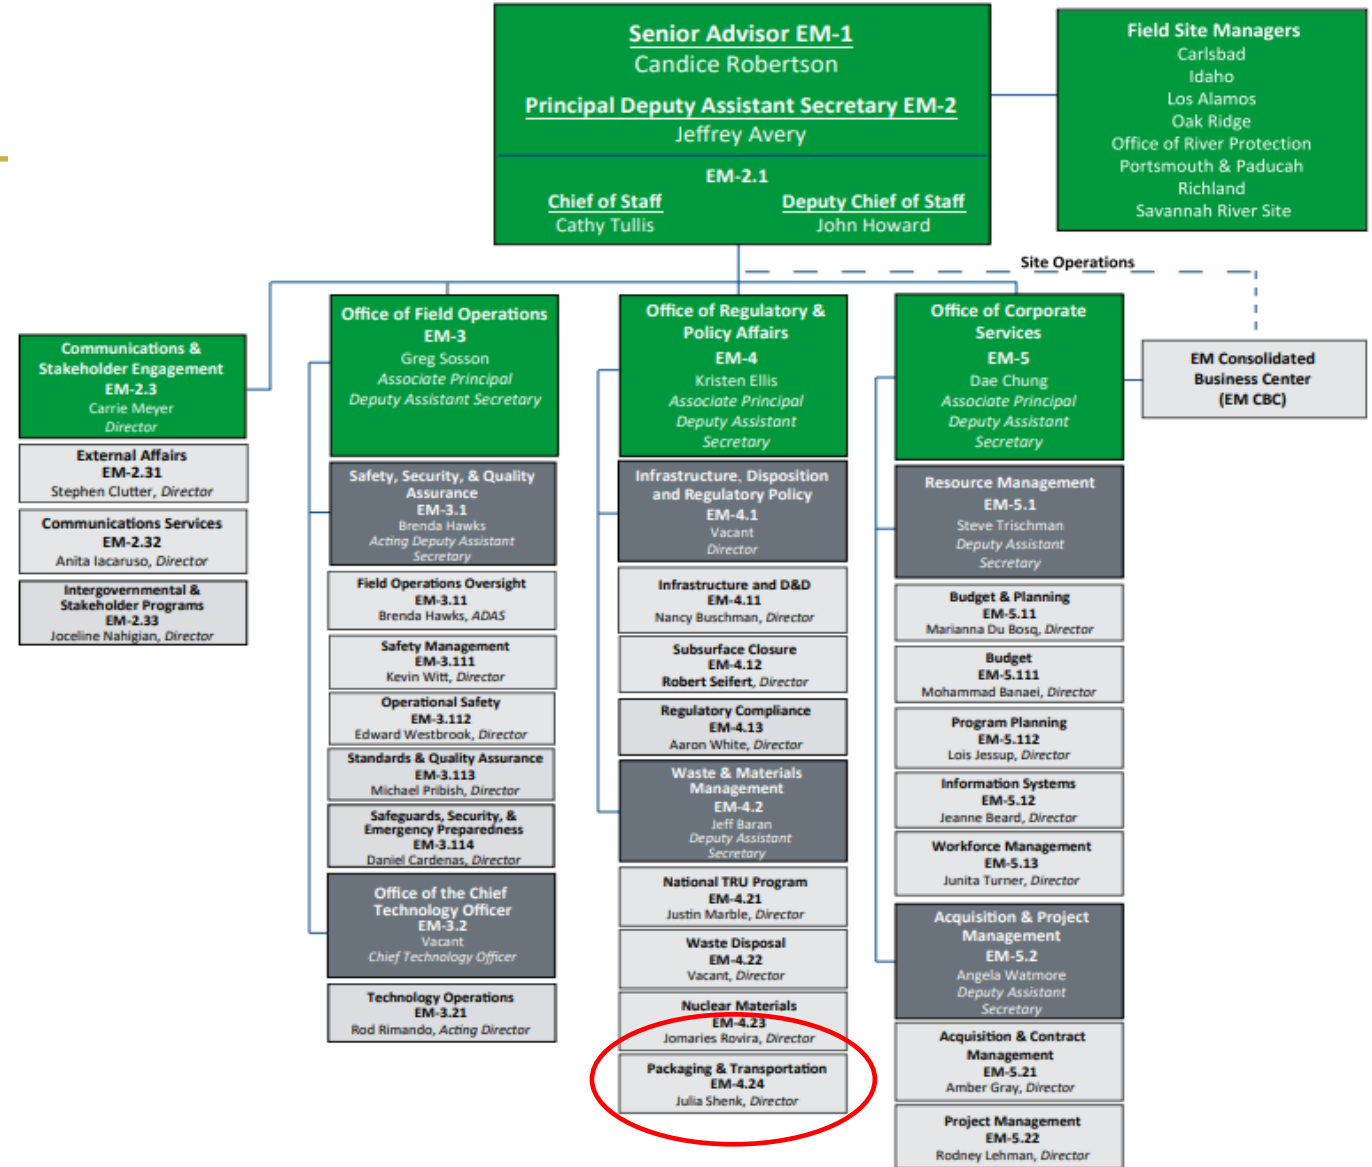 Senior Advisor EM-1
Candice Robertson
Principal Deputy Assistant Secretary EM-2
Jeffrey Avery
EM-2.1
Chief of Staff
Cathy Tullis
Deputy Chief of Staff
John Howard
Field Site Managers
Carlsbad
Idaho
Los Alamos
Oak Ridge
Office of River Protection
Portsmouth & Paducah
Richland
Savannah River Site
Site Operations
Communications &
Stakeholder Engagement
EM-2.3
Carrie Meyer
Director
External Affairs
EM-2.31
Stephen Clutter, Director
Communications Services
EM-2.32
Anita Iacaruso, Director
Intergovernmental &
Stakeholder Programs
EM-2.33
Joceline Nahigian, Director
Office of Field Operations
EM-3
Greg Sosson
Associate Principal
Deputy Assistant Secretary
Safety, Security, & Quality
Assurance
EM-3.1
Brenda Hawks
Acting Deputy Assistant
Secretary
Field Operations Oversight
EM-3.11
Brenda Hawks, ADAS
Safety Management
EM-3.111
Kevin Witt, Director
Operational Safety
EM-3.112
Edward Westbrook, Director
Standards & Quality Assurance
EM-3.113
Michael Pribish, Director
Safeguards, Security, &
Emergency Preparedness
EM-3.114
Daniel Cardenas, Director
Office of the Chief
Technology Officer
EM-3.2
Vacant
Chief Technology Officer
Technology Operations
EM-3.21
Rod Rimando, Acting Director
Office of Regulatory &
Policy Affairs
EM-4
Kristen Ellis
Associate Principal
Deputy Assistant
Secretary
Infrastructure, Disposition
and Regulatory Policy
EM-4.1
Vacant
Director
Infrastructure and D&D
EM-4.11
Nancy Buschman, Director
Subsurface Closure
EM-4.12
Robert Seifert, Director
Regulatory Compliance
EM-4.13
Aaron White, Director
Waste & Materials
Management
EM-4.2
Jeff Baran
Deputy Assistant
Secretary
National TRU Program
EM-4.21
Justin Marble, Director
Waste Disposal
EM-4.22
Vacant, Director
Nuclear Materials
EM-4.23
Jomaries Rovira, Director
Packaging & Transportation
EM-4.24
Julia Shenk, Director
Office of Corporate
Services
EM-5
Dae Chung
Associate Principal
Deputy Assistant
Secretary
Resource Management
EM-5.1
Steve Trischman
Deputy Assistant
Secretary
Budget & Planning
EM-5.11
Marianna Du Bosq, Director
Budget
EM-5.111
Mohammad Banaei, Director
Program Planning
EM-5.112
Lois Jessup, Director
Information Systems
EM-5.12
Jeanne Beard, Director
Workforce Management
EM-5.13
Junita Turner, Director
Acquisition & Project
Management
EM-5.2
Angela Watmore
Deputy Assistant
Secretary
Acquisition & Contract
Management
EM-5.21
Amber Gray, Director
Project Management
EM-5.22
Rodney Lehman, Director
EM Consolidated
Business Center
(EM CBC)